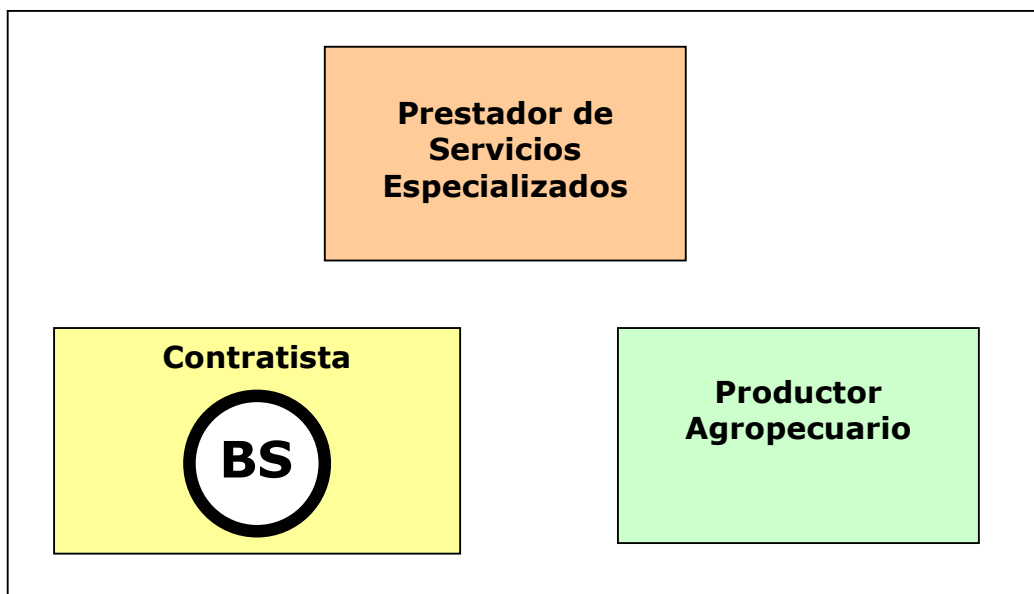 Prestador de
Servicios
Especializados
Contratista
BS
Productor
Agropecuario